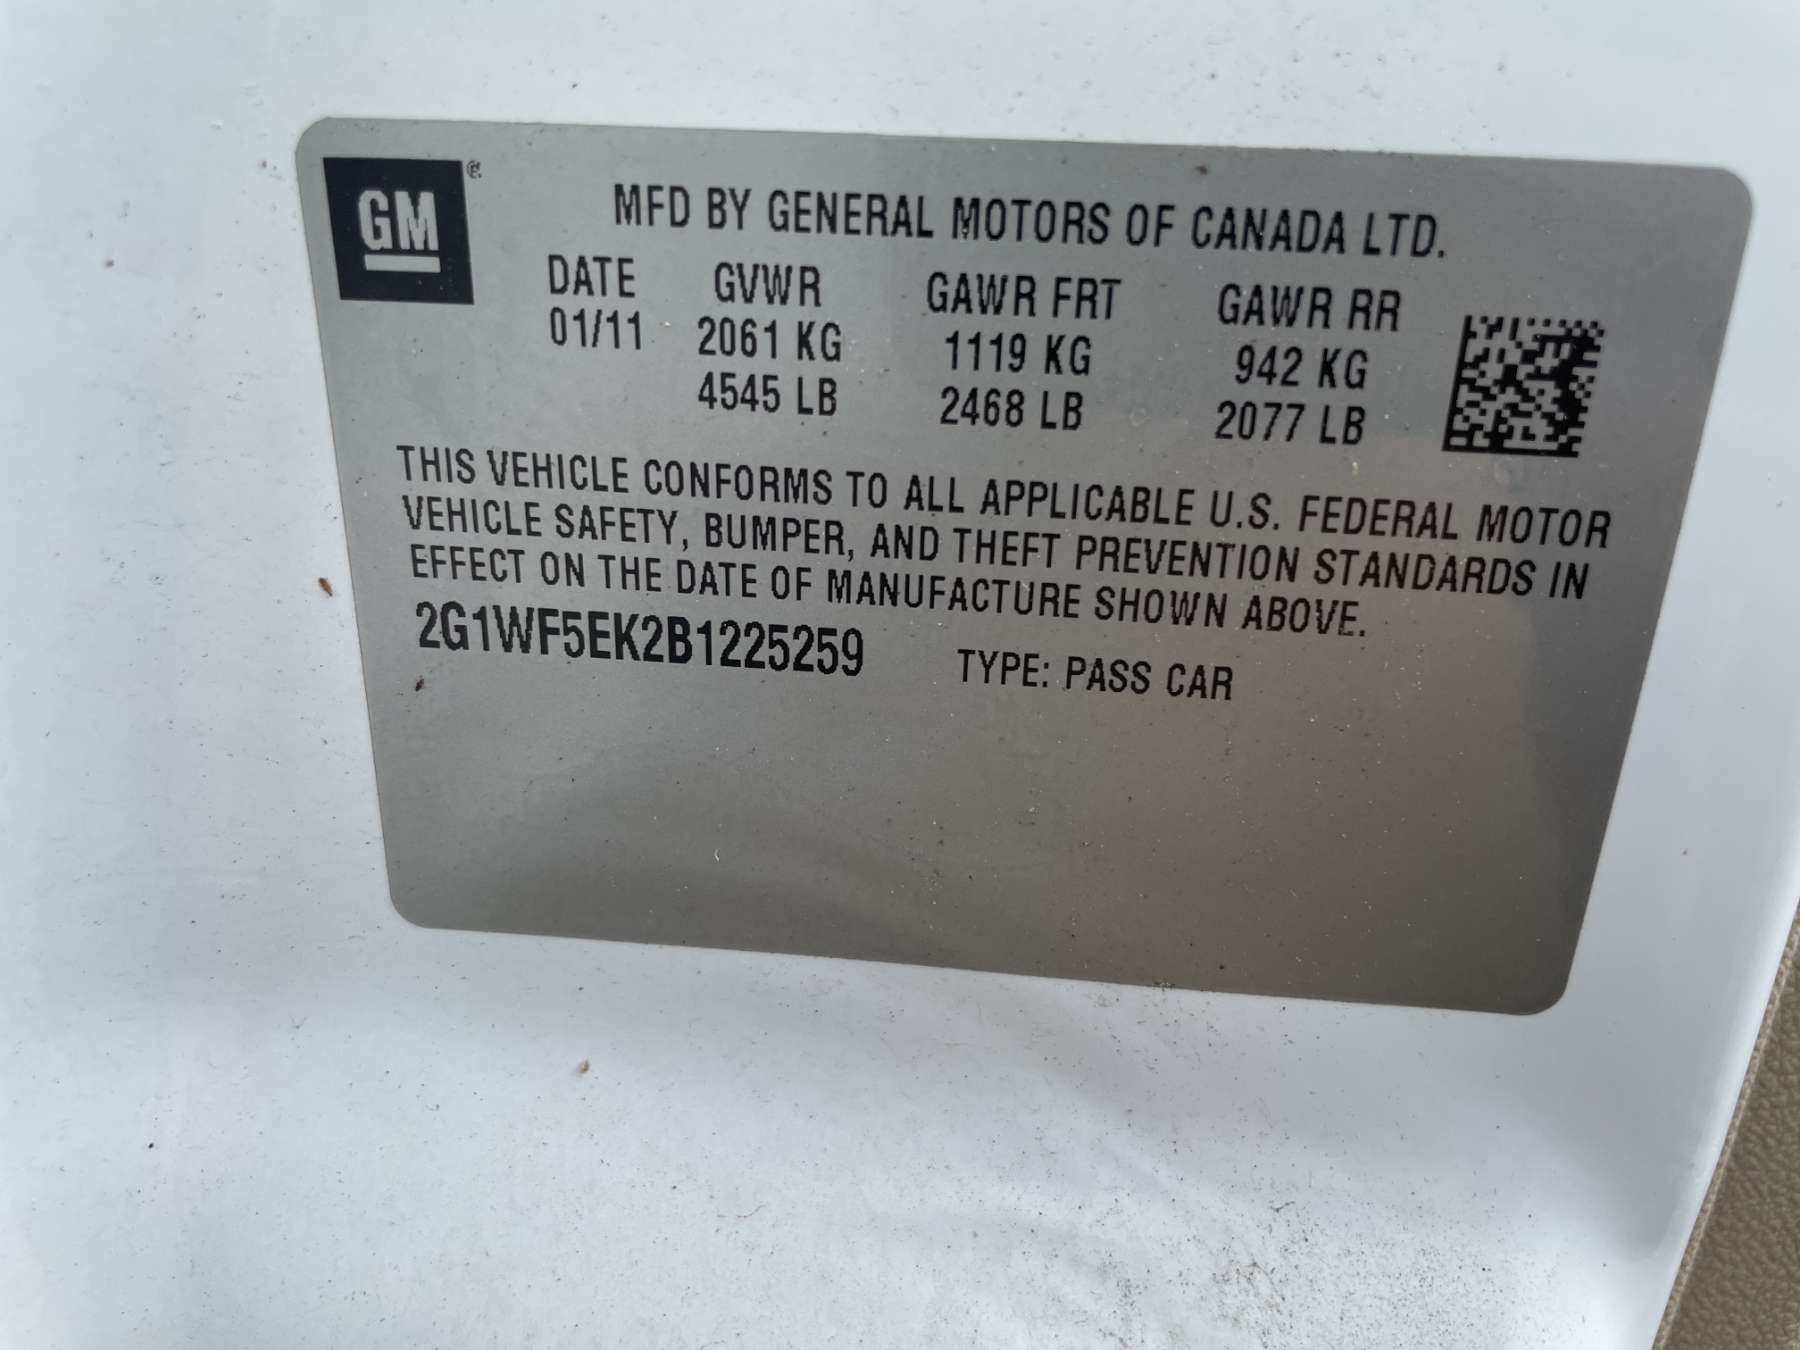 GM ®
MFD BY GENERAL MOTORS OF CANADA LTD.
DATE GVWR GAWR FRT GAWR RR
01/11 2061 KG 1119 KG 942 KG
4545 LB 2468 LB 2077 LB
THIS VEHICLE CONFORMS TO ALL APPLICABLE U.S. FEDERAL MOTOR
VEHICLE SAFETY, BUMPER, AND THEFT PREVENTION STANDARDS IN
EFFECT ON THE DATE OF MANUFACTURE SHOWN ABOVE.
2G1WF5EK2B1225259 TYPE: PASS CAR